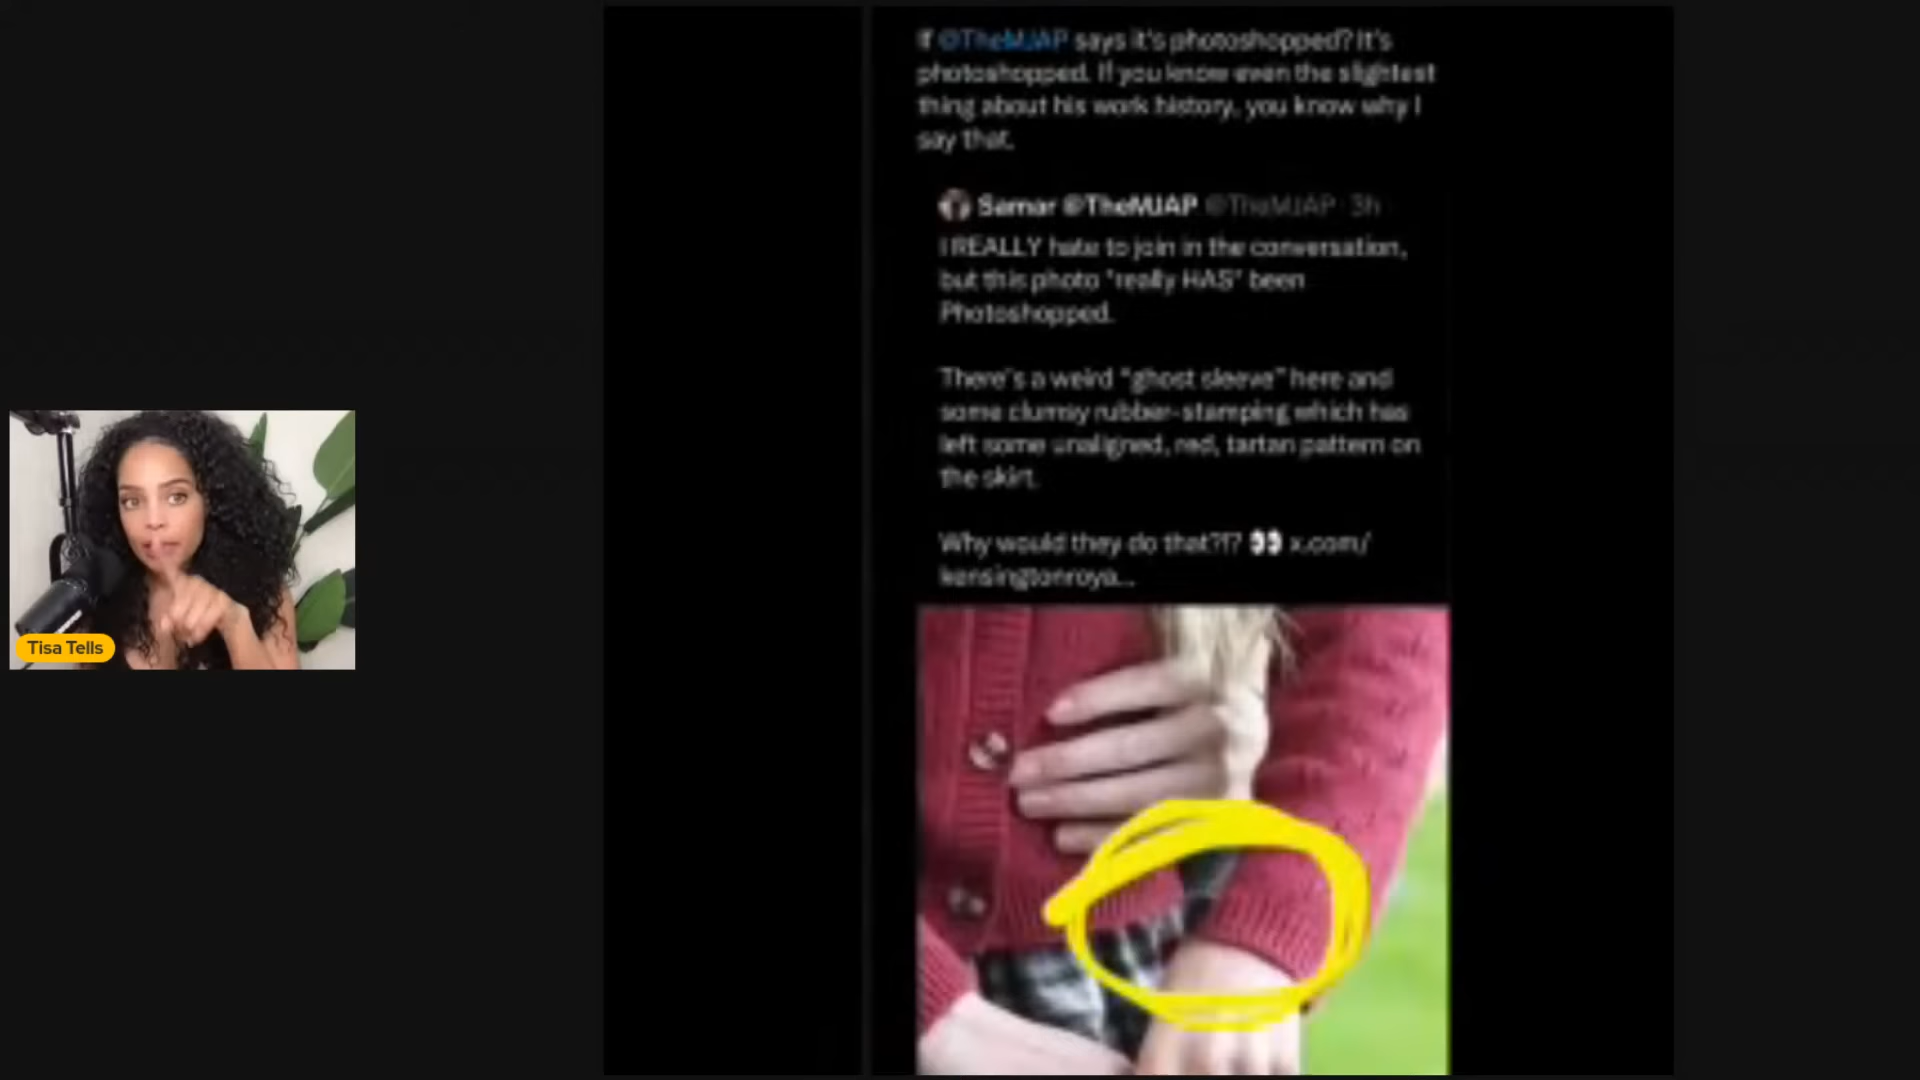 If @TheMJAP says it's photoshopped? It's
photoshopped. If you know even the slightest
thing about his work history, you know why I
say that.
Samar @TheMJAP @TheMJAP · 3h
I REALLY hate to join in the conversation,
but this photo *really HAS* been
Photoshopped.
There's a weird "ghost sleeve" here and
some clumsy rubber-stamping which has
left some unaligned, red, tartan pattern on
the skirt.
Why would they do that?!? 👀 x.com/
kensingtonroya...
Tisa Tells